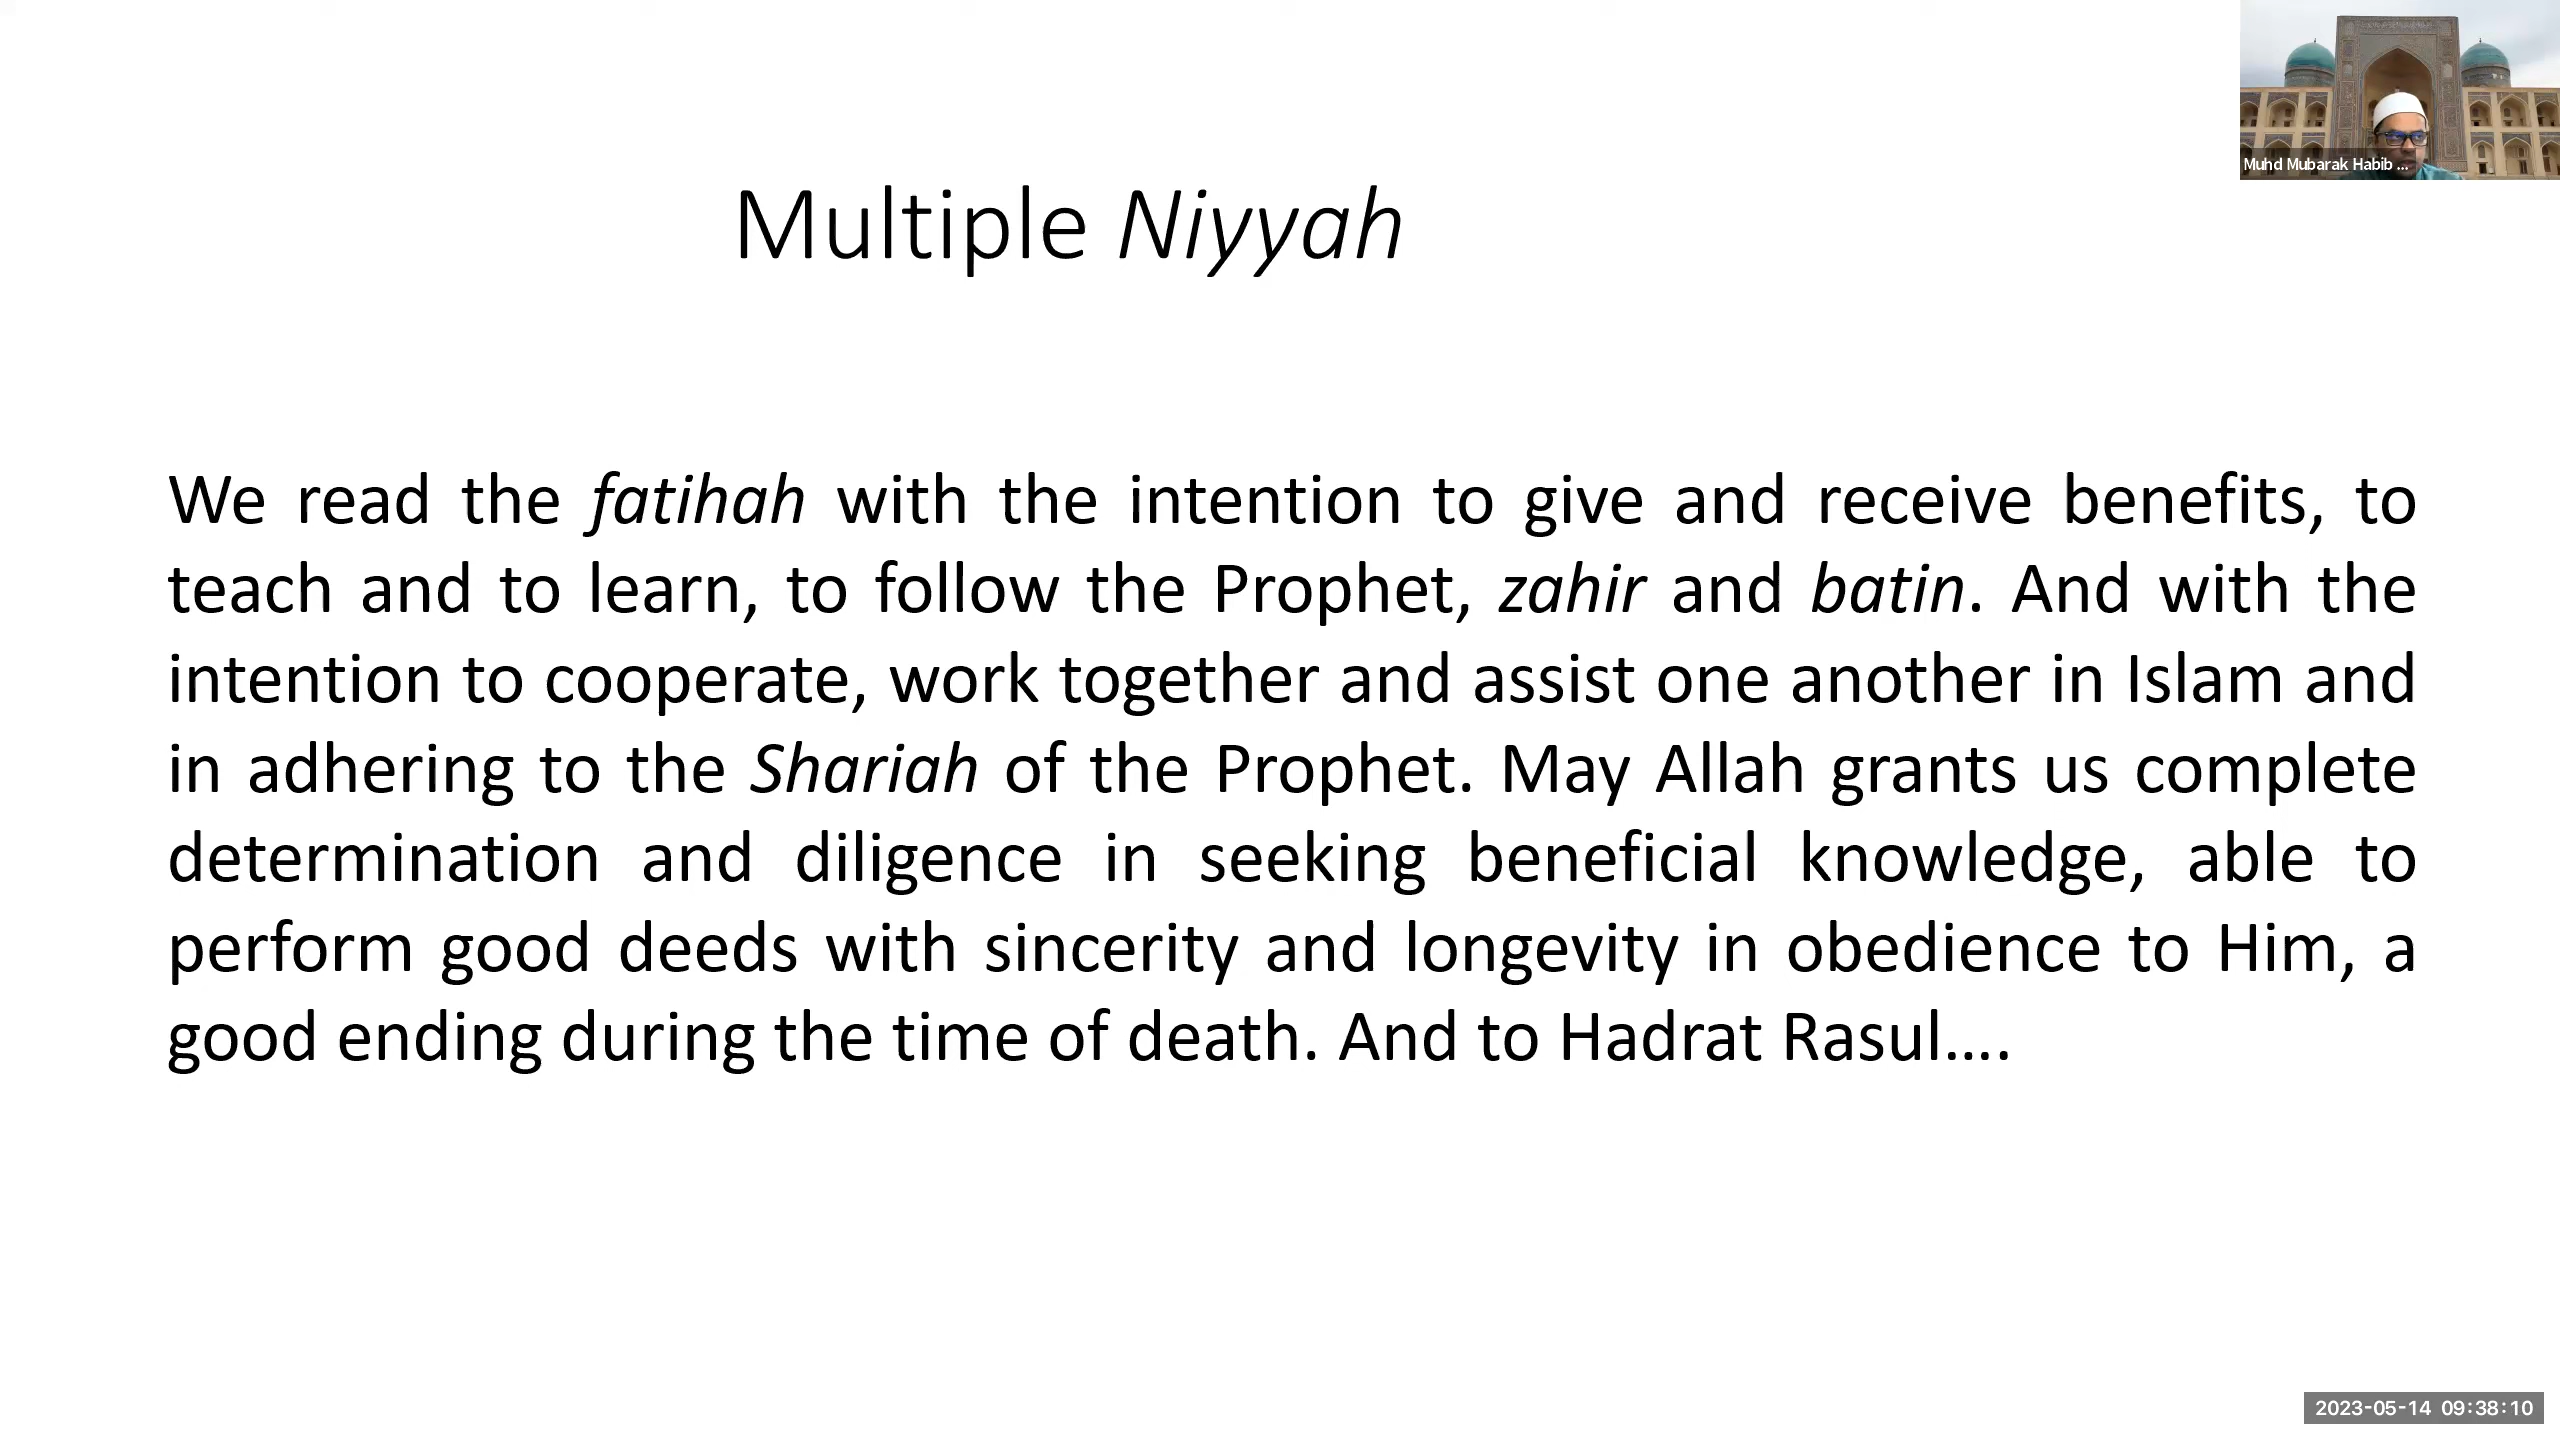 Muhd Mubarak Habib ...
Multiple Niyyah
We read the fatihah with the intention to give and receive benefits, to
teach and to learn, to follow the Prophet, zahir and batin. And with the
intention to cooperate, work together and assist one another in Islam and
in adhering to the Shariah of the Prophet. May Allah grants us complete
determination and diligence in seeking beneficial knowledge, able to
perform good deeds with sincerity and longevity in obedience to Him, a
good ending during the time of death. And to Hadrat Rasul....
2023-05-14 09:38:10